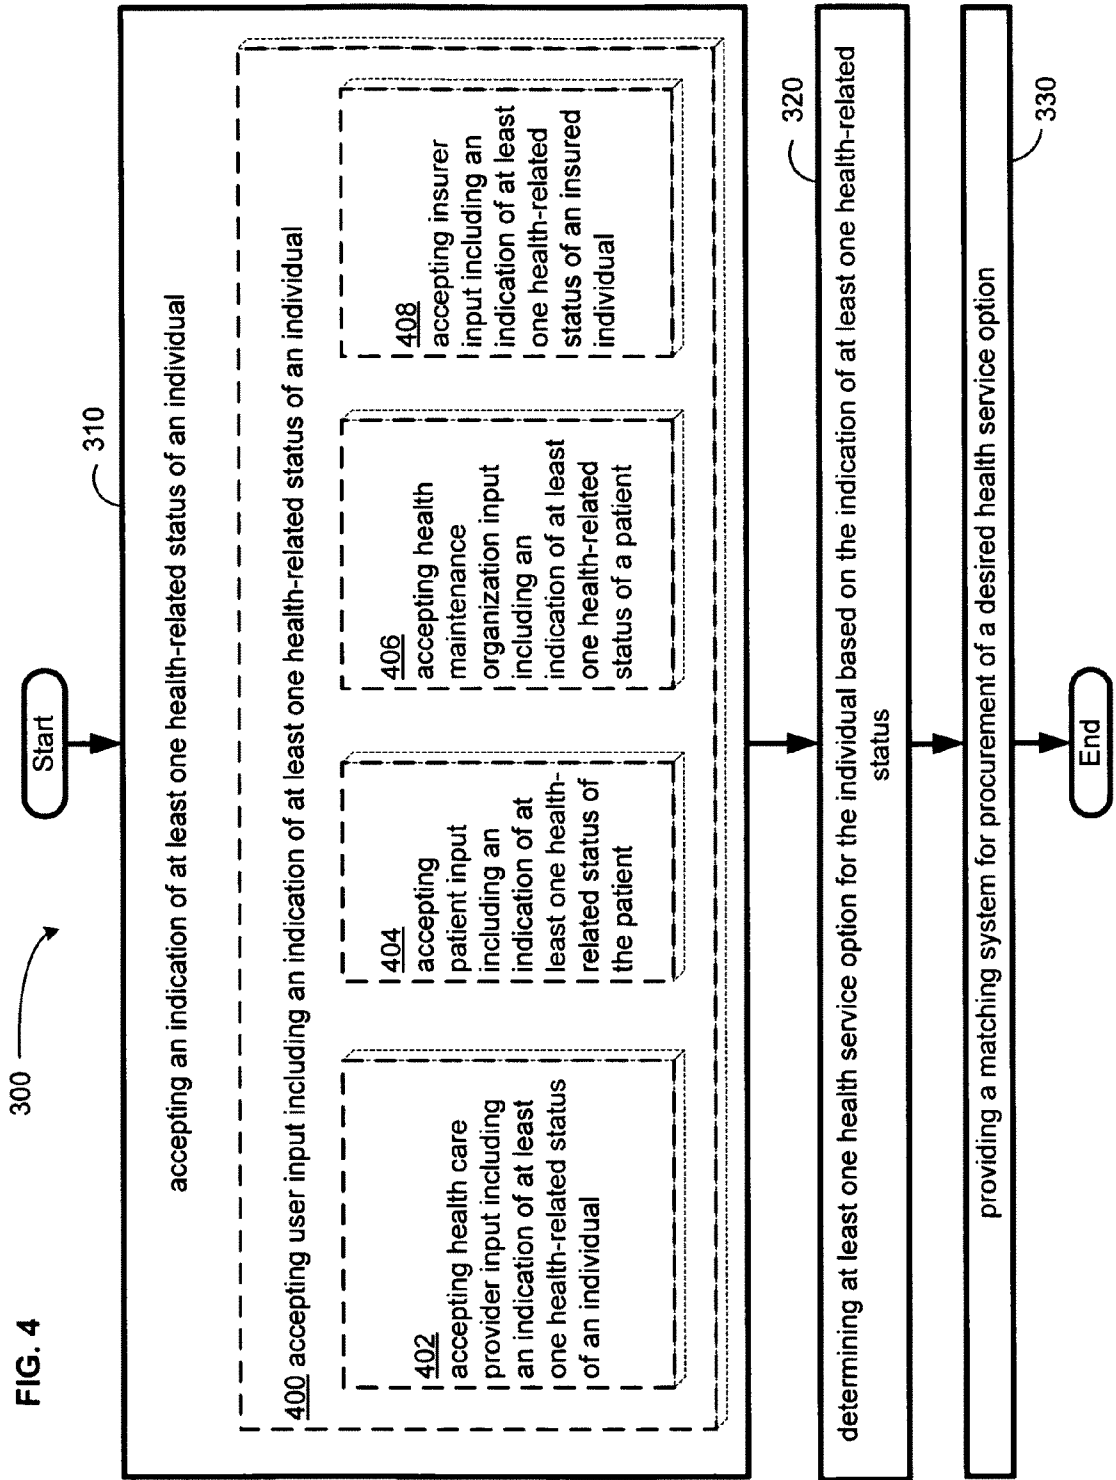 FIG. 4
300
Start
310
accepting an indication of at least one health-related status of an individual
400 accepting user input including an indication of at least one health-related status of an individual
402
accepting health care
provider input including
an indication of at least
one health-related status
of an individual
404
accepting
patient input
including an
indication of at
least one health-
related status of
the patient
406
accepting health
maintenance
organization input
including an
indication of at least
one health-related
status of a patient
408
accepting insurer
input including an
indication of at least
one health-related
status of an insured
individual
320
determining at least one health service option for the individual based on the indication of at least one health-related
status
330
providing a matching system for procurement of a desired health service option
End